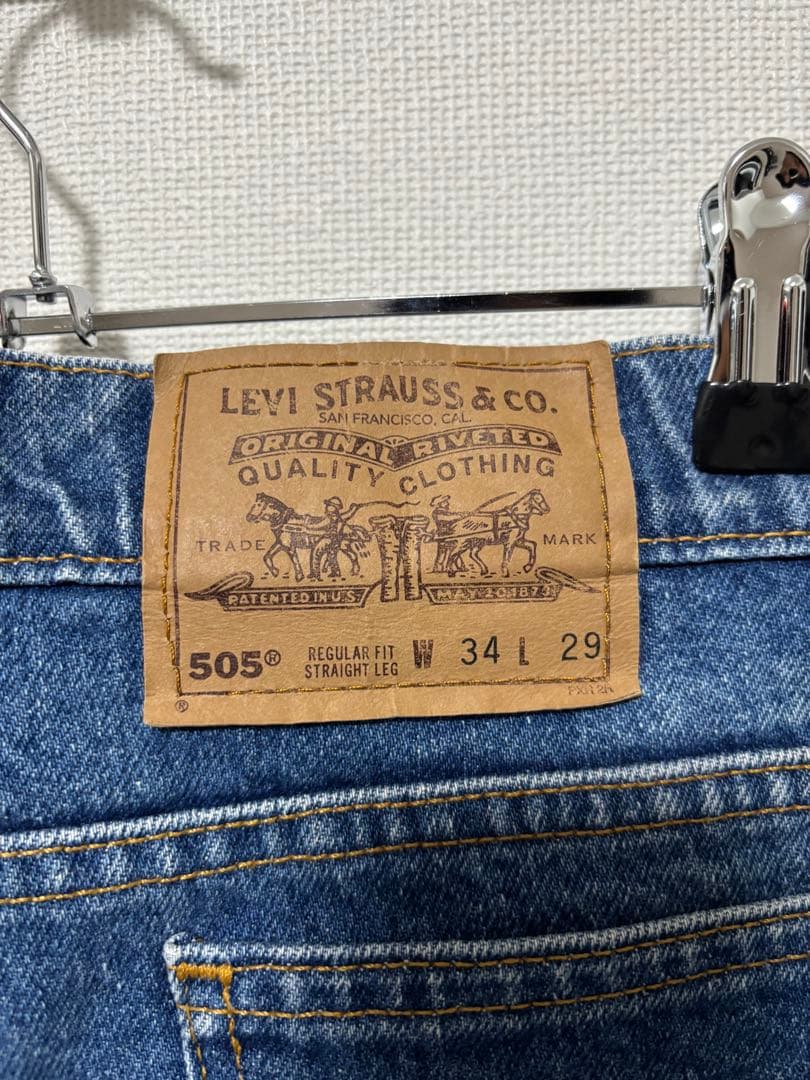 LEVI STRAUSS & CO.
SAN FRANCISCO, CAL.
ORIGINAL RIVETED
QUALITY CLOTHING
TRADE MARK
PATENTED IN U.S. MAY 20 1873
505® REGULAR FIT W 34 L 29
STRAIGHT LEG
®